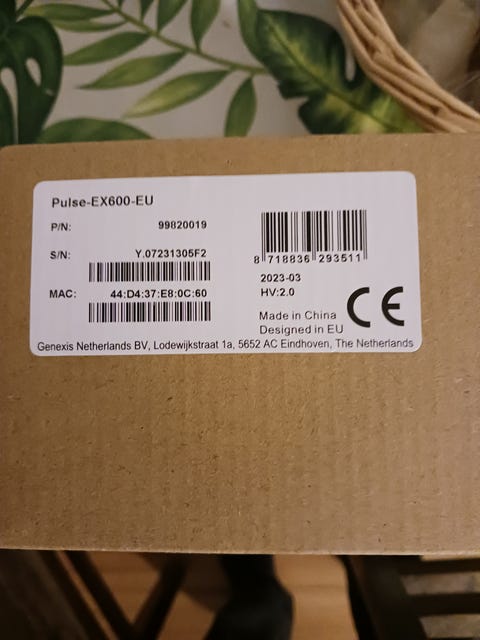 Pulse-EX600-EU
P/N: 99820019
S/N: Y.07231305F2
MAC: 44:D4:37:E8:0C:60
8 718836 293511
2023-03
HV:2.0
Made in China
Designed in EU
CE
Genexis Netherlands BV, Lodewijkstraat 1a, 5652 AC Eindhoven, The Netherlands